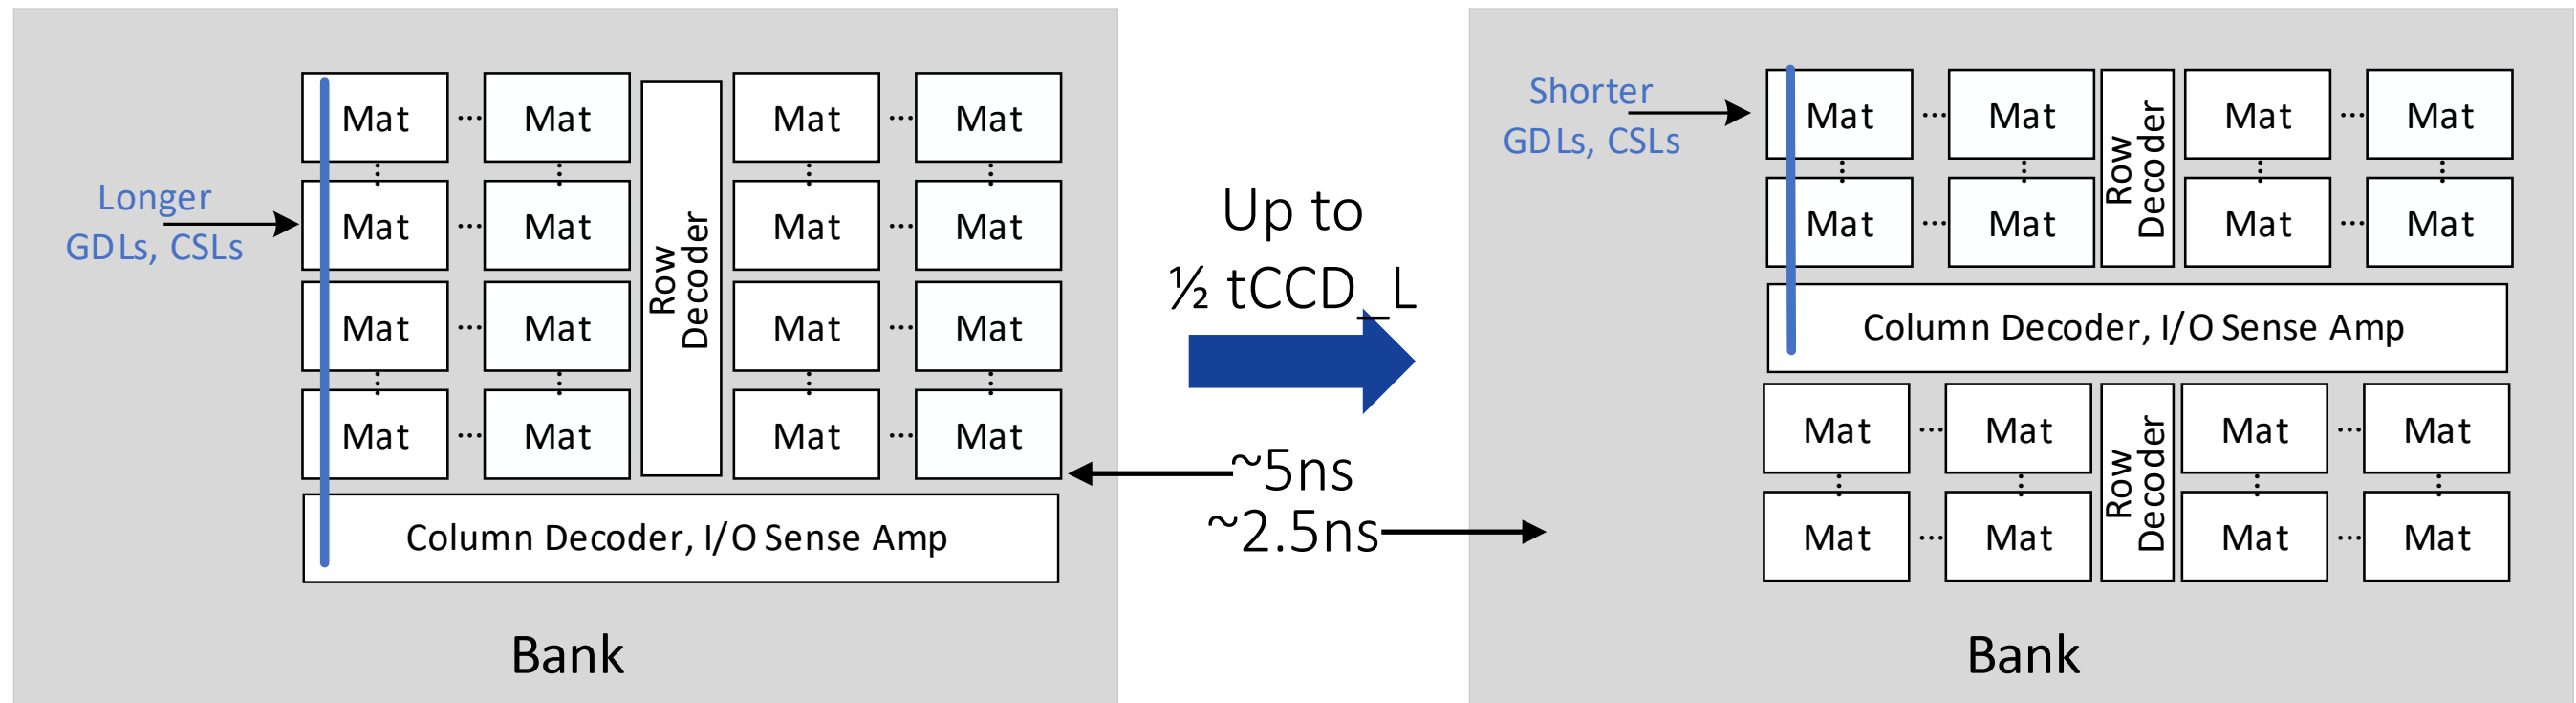 Longer
GDLs, CSLs
Mat ... Mat Mat ... Mat
Mat ... Mat Mat ... Mat
Mat ... Mat Mat ... Mat
Mat ... Mat Mat ... Mat
Row
Decoder
Column Decoder, I/O Sense Amp
Bank
Up to
½ tCCD_L
~5ns
~2.5ns
Shorter
GDLs, CSLs
Mat ... Mat Mat ... Mat
Mat ... Mat Mat ... Mat
Row
Decoder
Column Decoder, I/O Sense Amp
Mat ... Mat Mat ... Mat
Mat ... Mat Mat ... Mat
Row
Decoder
Bank